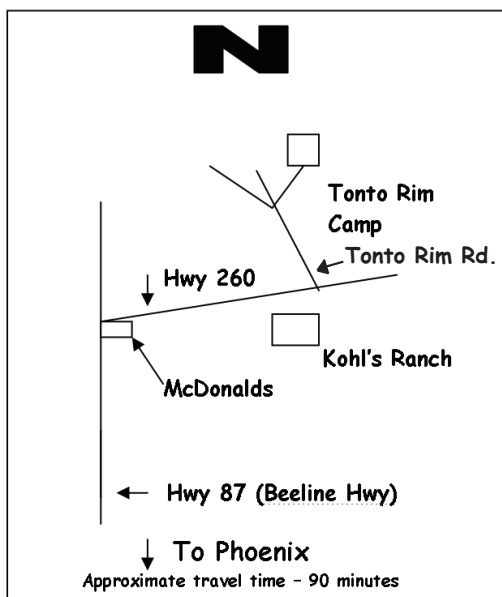 N
Tonto Rim
Camp
Tonto Rim Rd.
Hwy 260
Kohl's Ranch
McDonalds
Hwy 87 (Beeline Hwy)
To Phoenix
Approximate travel time - 90 minutes